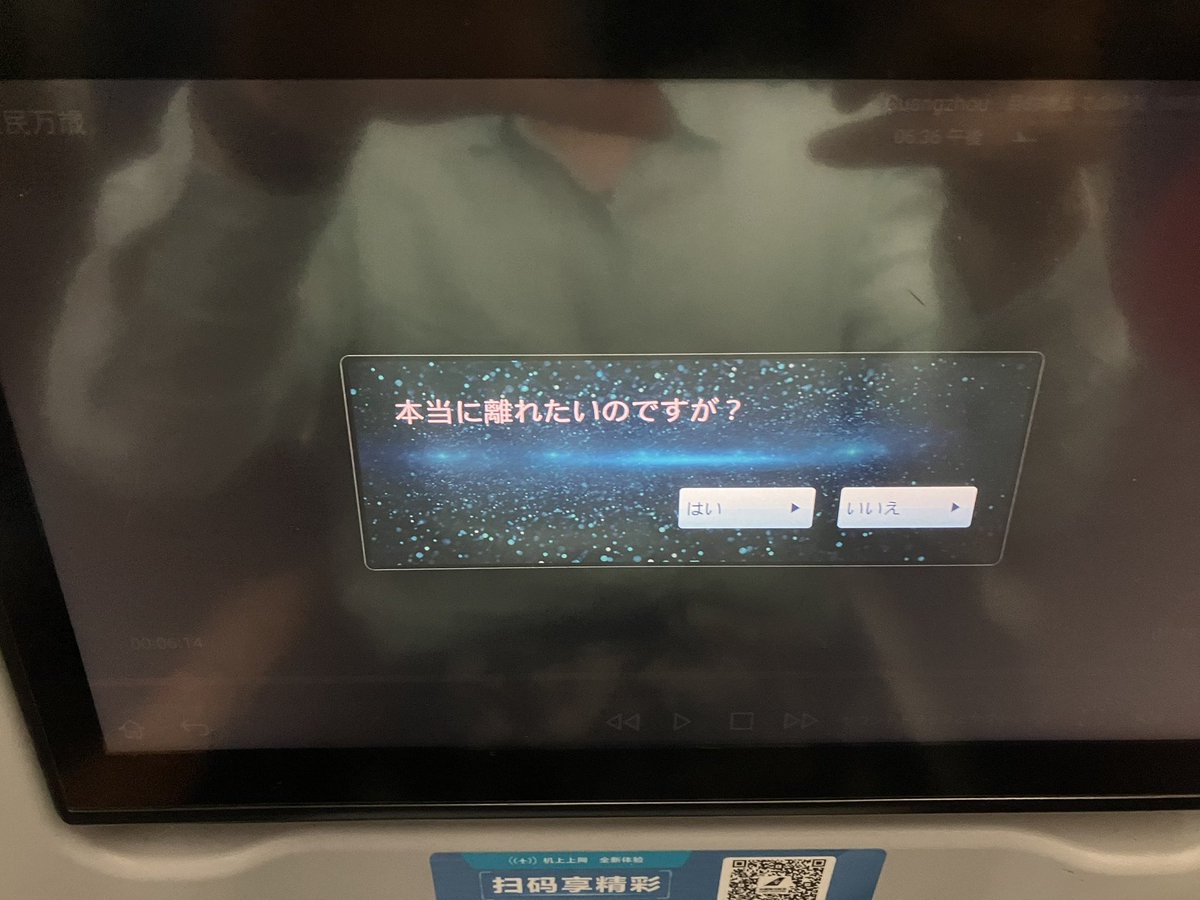 民万歳
Guangzhou
06:36 午後
本当に離れたいのですが？
はい
いいえ
00:06:14
机上上网 全新体验
扫码享精彩